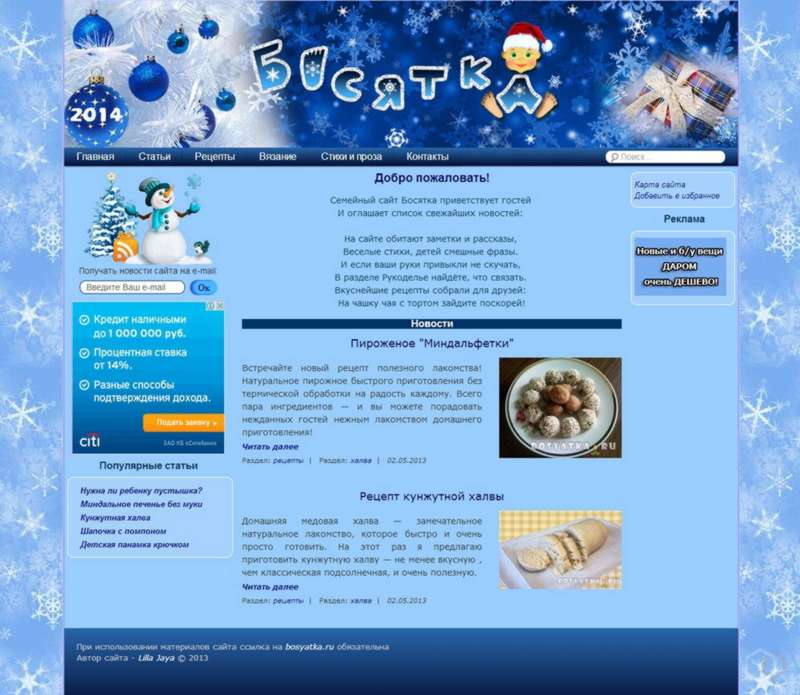 Босятка
2014
Главная Статьи Рецепты Вязание Стихи и проза Контакты Поиск...
Получать новости сайта на e-mail:
Введите Ваш e-mail Ок
Кредит наличными
до 1 000 000 руб.
Процентная ставка
от 14%.
Разные способы
подтверждения дохода.
Подать заявку
citi
ЗАО КБ «Ситибанк»
Популярные статьи
Нужна ли ребенку пустышка?
Миндальное печенье без муки
Кунжутная халва
Шапочка с помпоном
Детская панамка крючком
Добро пожаловать!
Семейный сайт Босятка приветствует гостей
И оглашает список свежайших новостей:
На сайте обитают заметки и рассказы,
Веселые стихи, детей смешные фразы.
И если ваши руки привыкли не скучать,
В разделе Рукоделье найдёте, что связать.
Вкуснейшие рецепты собрали для друзей:
На чашку чая с тортом зайдите поскорей!
Новости
Пироженое "Миндальфетки"
Встречайте новый рецепт полезного лакомства!
Натуральное пирожное быстрого приготовления без
термической обработки на радость каждому. Всего
пара ингредиентов — и вы можете порадовать
нежданных гостей нежным лакомством домашнего
приготовления!
Читать далее
Раздел: рецепты | Раздел: халва | 02.05.2013
BOSYATKA.RU
Рецепт кунжутной халвы
Домашняя медовая халва — замечательное
натуральное лакомство, которое быстро и очень
просто готовить. На этот раз я предлагаю
приготовить кунжутную халву — не менее вкусную ,
чем классическая подсолнечная, и очень полезную.
Читать далее
Раздел: рецепты | Раздел: халва | 02.05.2013
BOSYATKA.RU
Карта сайта
Добавить в избранное
Реклама
Новые и б/у вещи
ДАРОМ
очень ДЕШЕВО!
При использовании материалов сайта ссылка на bosyatka.ru обязательна
Автор сайта - Lilla Jaya © 2013